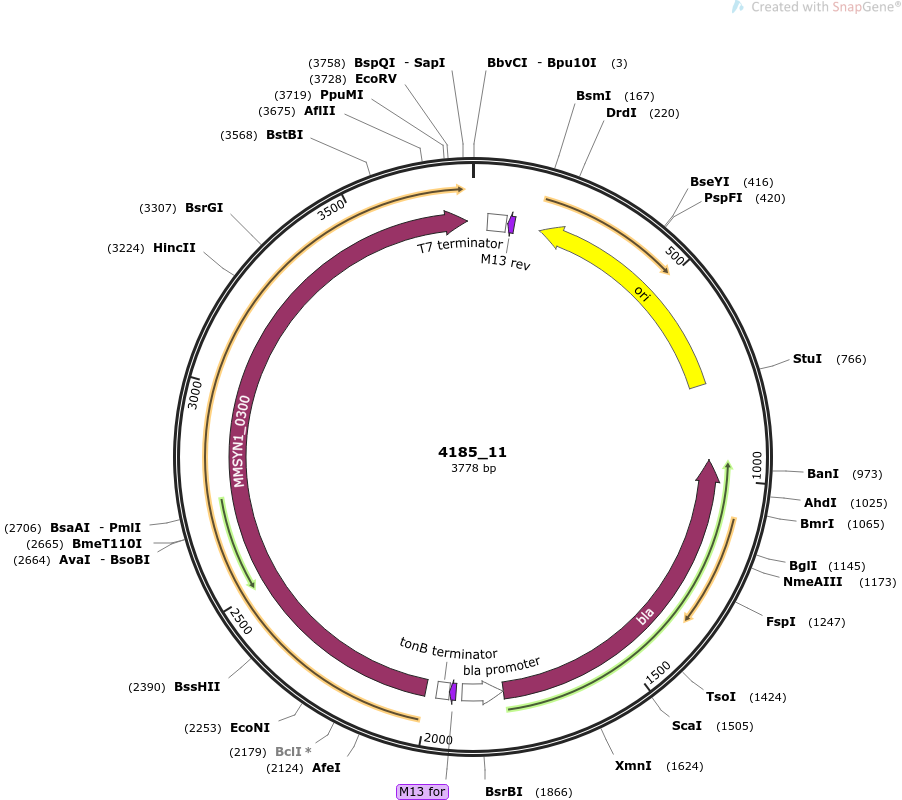 Created with SnapGene®
(3758) BspQI - SapI
BbvCI - Bpu10I (3)
(3728) EcoRV
(3719) PpuMI
BsmI (167)
(3675) AflII
DrdI (220)
(3568) BstBI
BseYI (416)
PspFI (420)
3500
(3307) BsrGI
T7 terminator
500
(3224) HincII
M13 rev
ori
StuI (766)
3000
MMSYN1_0300
4185_11
3778 bp
1000
BanI (973)
AhdI (1025)
(2706) BsaAI - PmlI
BmrI (1065)
(2665) BmeT110I
(2664) AvaI - BsoBI
BglI (1145)
NmeAIII (1173)
2500
bla
FspI (1247)
tonB terminator
bla promoter
1500
(2390) BssHII
TsoI (1424)
(2253) EcoNI
ScaI (1505)
2000
(2179) BclI *
(2124) AfeI
XmnI (1624)
M13 for
BsrBI (1866)